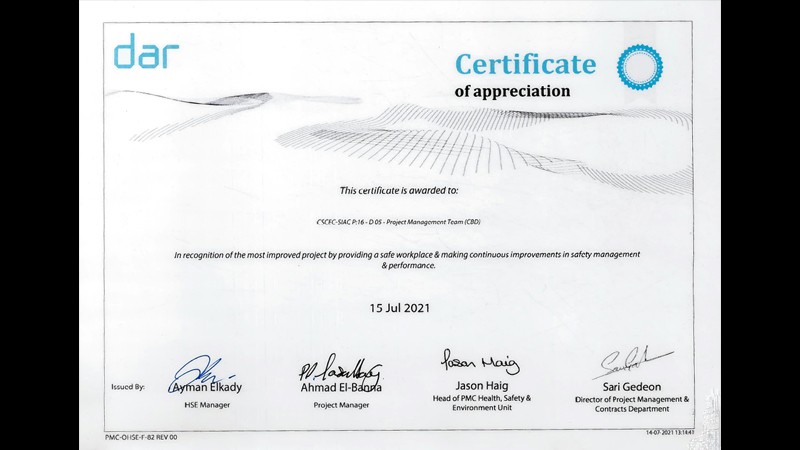 dar
Certificate
of appreciation
This certificate is awarded to:
CSCEC-SIAC P:16 - D 05 - Project Management Team (CBD)
In recognition of the most improved project by providing a safe workplace & making continuous improvements in safety management
& performance.
15 Jul 2021
Issued By:
Ayman Elkady
HSE Manager
Ahmad El-Banna
Project Manager
Jason Haig
Jason Haig
Head of PMC Health, Safety &
Environment Unit
Sari Gedeon
Director of Project Management &
Contracts Department
PMC-OHSE-F-82 REV 00
14-07-2021 13:19:41